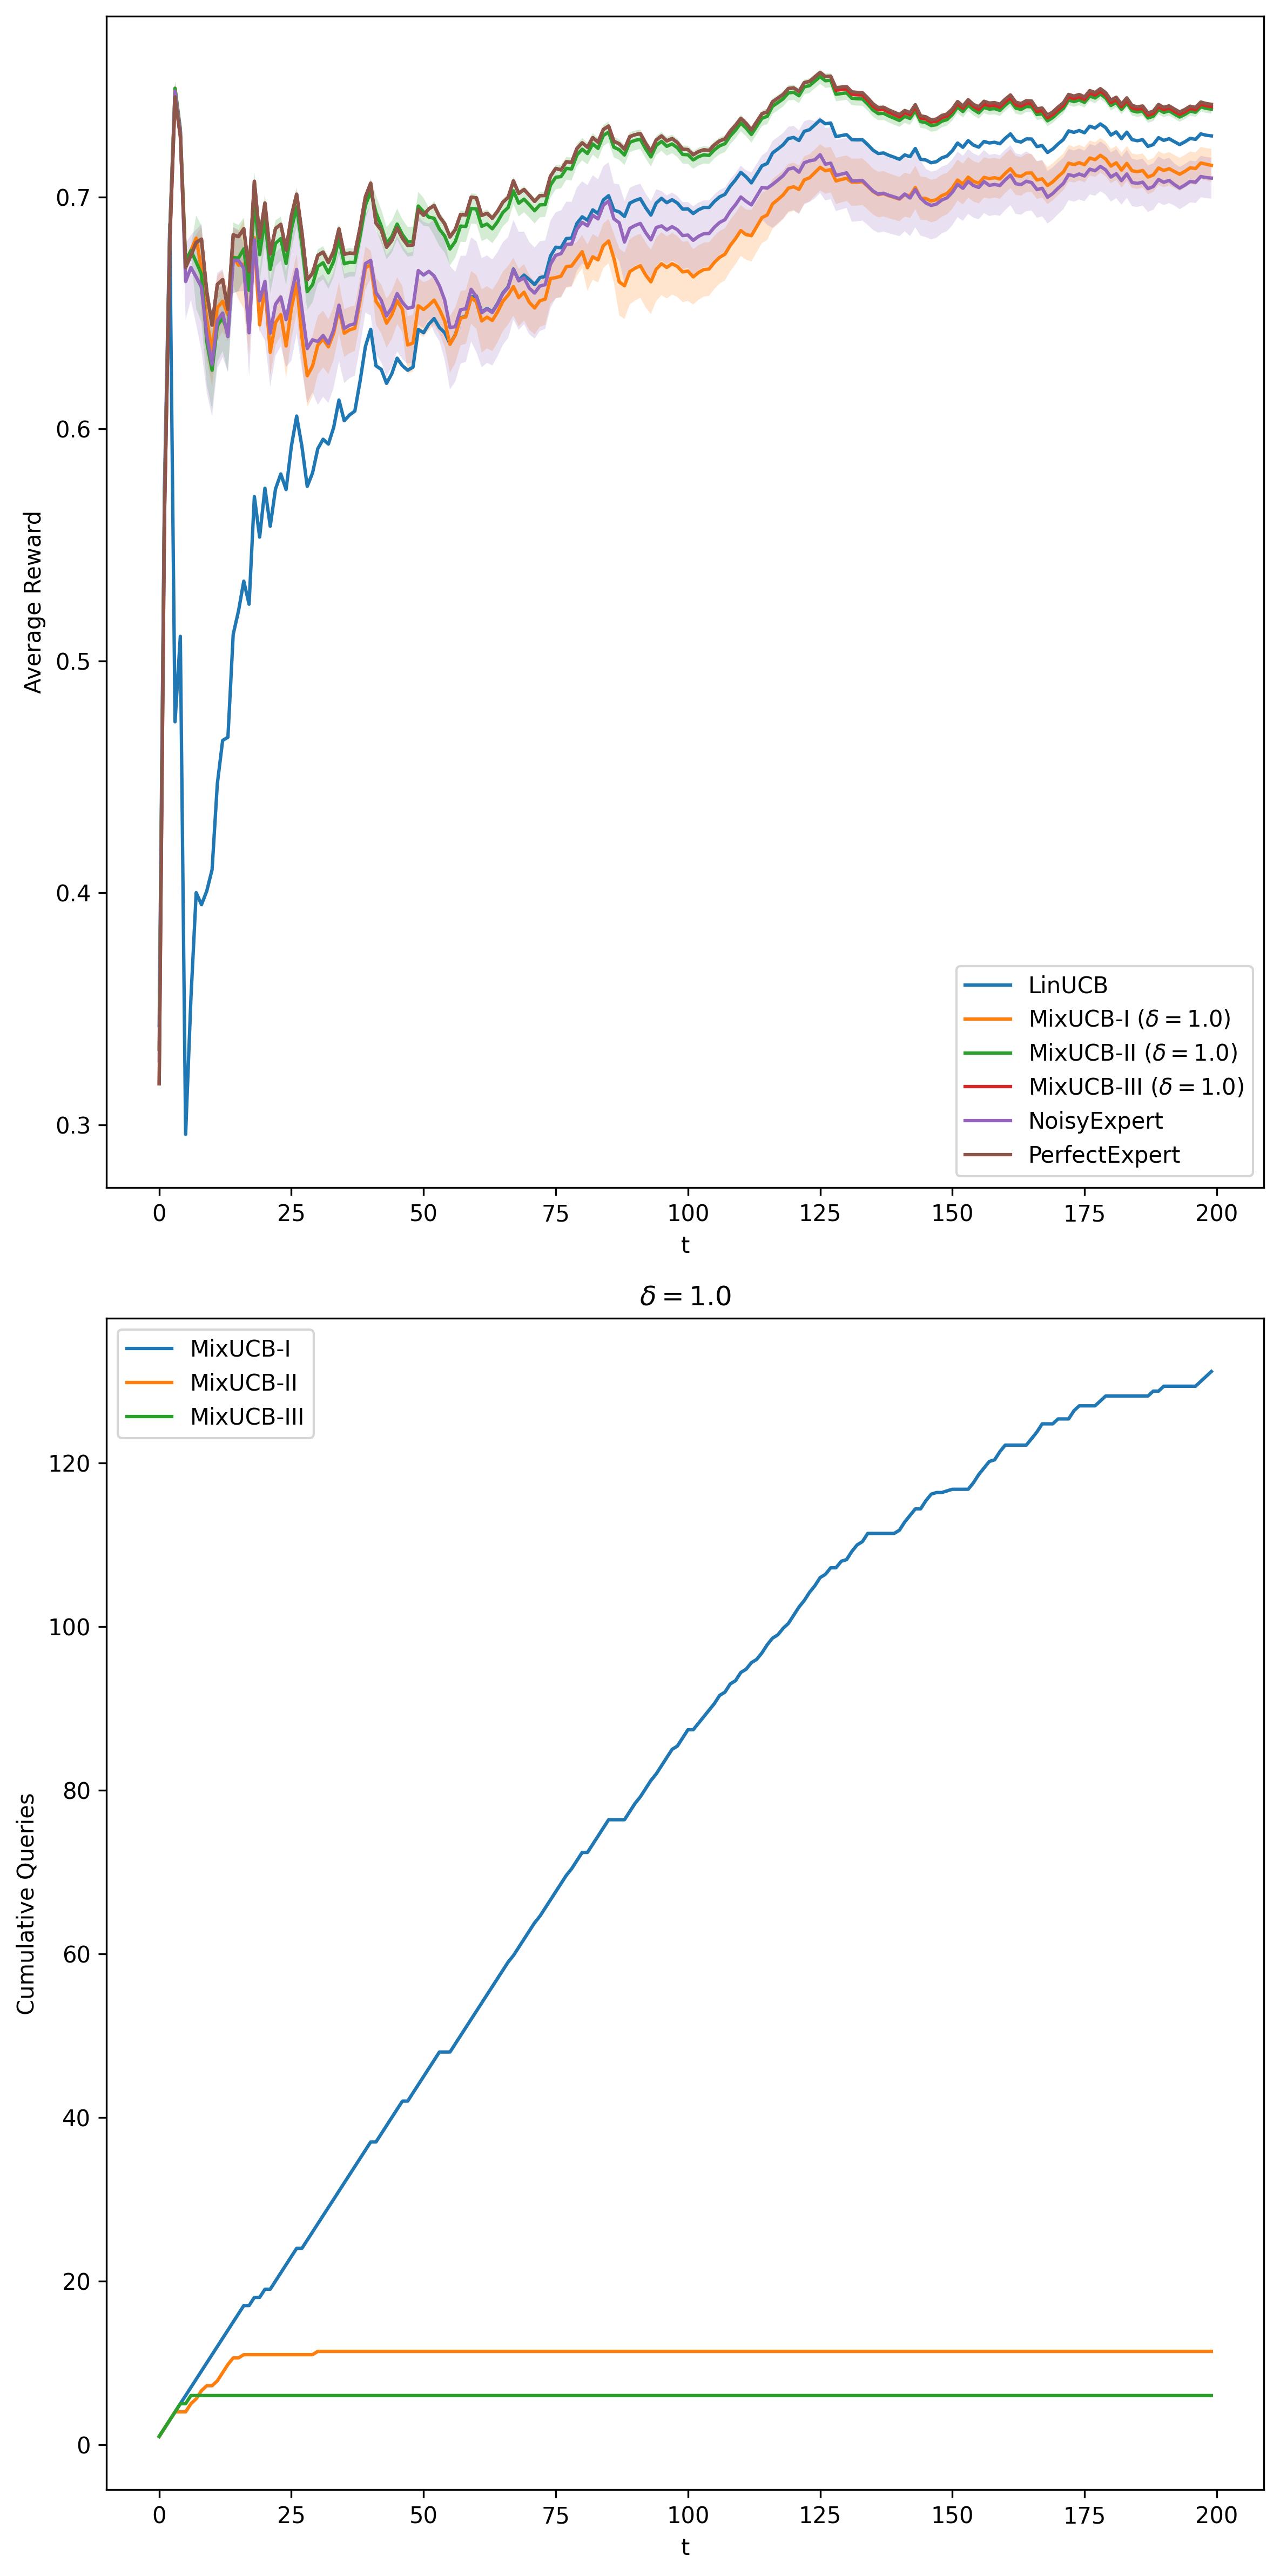 0.7
0.6
0.5
0.4
0.3
Average Reward
LinUCB
MixUCB-I (δ = 1.0)
MixUCB-II (δ = 1.0)
MixUCB-III (δ = 1.0)
NoisyExpert
PerfectExpert
0 25 50 75 100 125 150 175 200
t
δ = 1.0
MixUCB-I
MixUCB-II
MixUCB-III
120
100
80
60
40
20
0
Cumulative Queries
0 25 50 75 100 125 150 175 200
t